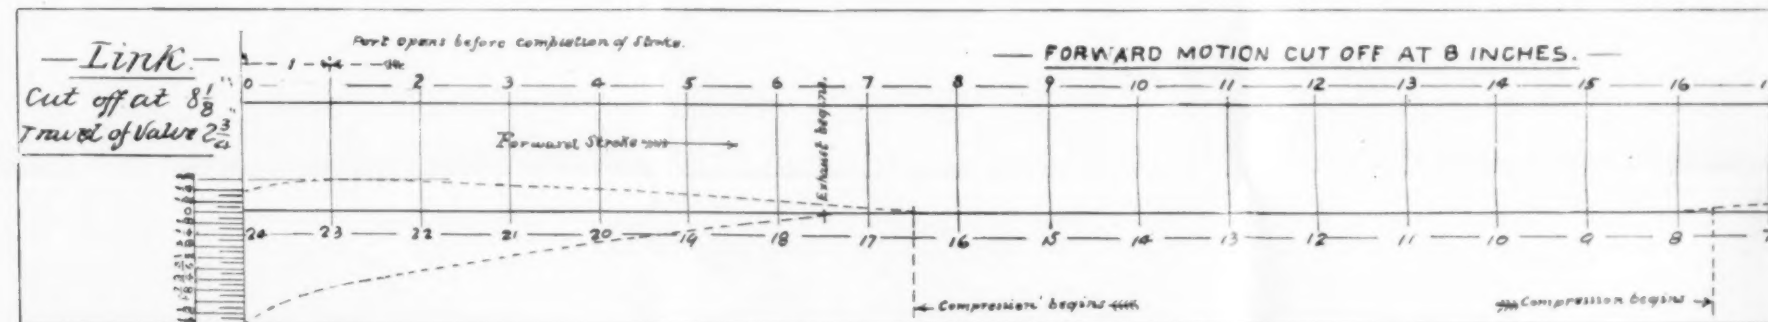 — Link —
Cut off at 8 1/8"
Travel of Valve 2 3/4"
Port opens before completion of Stroke.
— FORWARD MOTION CUT OFF AT 8 INCHES. —
1
0 1 2 3 4 5 6 7 8 9 10 11 12 13 14 15 16
Forward Stroke
Exhaust begins.
0
24 23 22 21 20 19 18 17 16 15 14 13 12 11 10 9 8 7
Compression begins
Compression begins